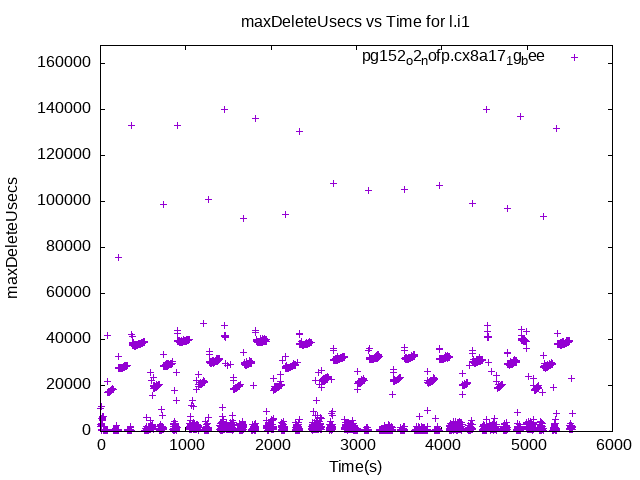 maxDeleteUsecs vs Time for l.i1
pg152ₒ2ₙofp.cx8a17₁gbee
160000
140000
120000
100000
80000
60000
40000
20000
0
maxDeleteUsecs
0 1000 2000 3000 4000 5000 6000
Time(s)